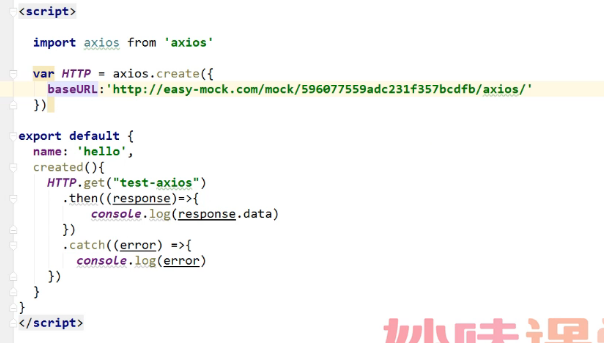 <script>
import axios from 'axios'
var HTTP = axios.create({
baseURL:'http://easy-mock.com/mock/596077559adc231f357bcdfb/axios/'
})
export default {
name: 'hello',
created(){
HTTP.get("test-axios")
.then((response)=>{
console.log(response.data)
})
.catch((error) =>{
console.log(error)
})
}
}
</script>